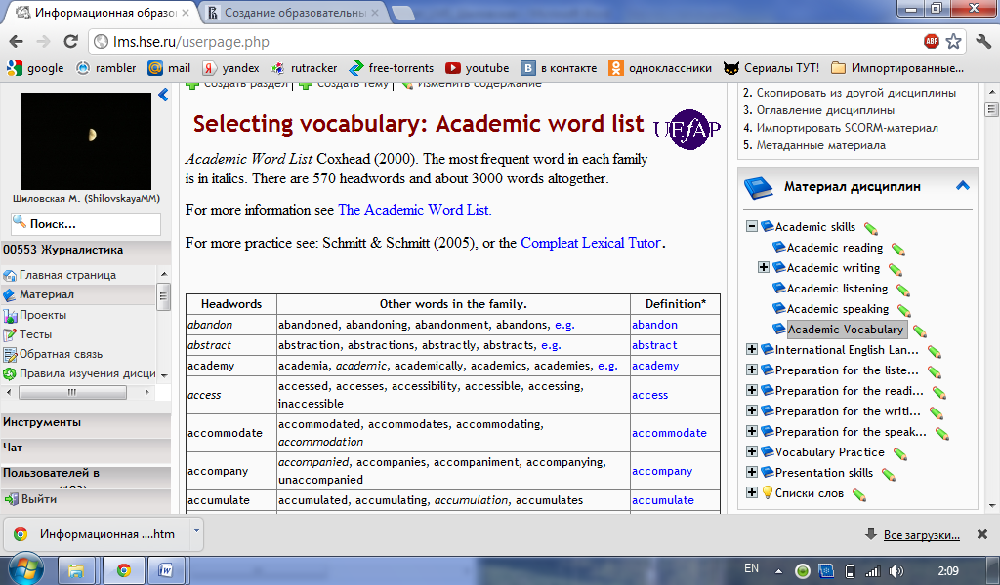 Информационная образо
Создание образовательны
lms.hse.ru/userpage.php
ABP
google
rambler
mail
yandex
rutracker
free-torrents
youtube
в контакте
одноклассники
Сериалы ТУТ!
Импортированные...
Шиловская М. (ShilovskayaMM)
Поиск...
00553 Журналистика
Главная страница
Материал
Проекты
Тесты
Обратная связь
Правила изучения дисци
Инструменты
Чат
Пользователей в
Выйти
Создать раздел | Создать тему | Изменить содержание
Selecting vocabulary: Academic word list
UEfAP
Academic Word List Coxhead (2000). The most frequent word in each family
is in italics. There are 570 headwords and about 3000 words altogether.
For more information see The Academic Word List.
For more practice see: Schmitt & Schmitt (2005), or the Compleat Lexical Tutor.
Headwords Other words in the family. Definition*
abandon abandoned, abandoning, abandonment, abandons, e.g. abandon
abstract abstraction, abstractions, abstractly, abstracts, e.g. abstract
academy academia, academic, academically, academics, academies, e.g. academy
access accessed, accesses, accessibility, accessible, accessing,
inaccessible access
accommodate accommodated, accommodates, accommodating,
accommodation accommodate
accompany accompanied, accompanies, accompaniment, accompanying,
unaccompanied accompany
accumulate accumulated, accumulating, accumulation, accumulates accumulate
2. Скопировать из другой дисциплины
3. Оглавление дисциплины
4. Импортировать SCORM-материал
5. Метаданные материала
Материал дисциплин
Academic skills
Academic reading
Academic writing
Academic listening
Academic speaking
Academic Vocabulary
International English Lan...
Preparation for the liste...
Preparation for the readi...
Preparation for the writi...
Preparation for the speak...
Vocabulary Practice
Presentation skills
Списки слов
Информационная ....htm
Все загрузки...
EN
2:09